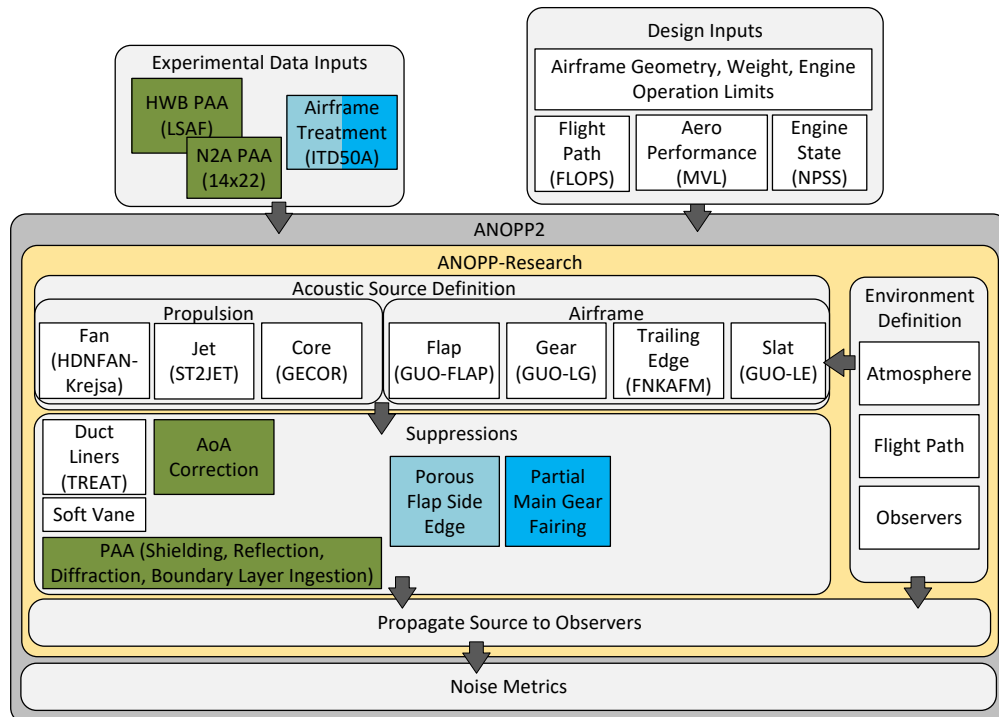 Experimental Data Inputs
HWB PAA
(LSAF)
N2A PAA
(14x22)
Airframe
Treatment
(ITD50A)
Design Inputs
Airframe Geometry, Weight, Engine
Operation Limits
Flight
Path
(FLOPS)
Aero
Performance
(MVL)
Engine
State
(NPSS)
ANOPP2
ANOPP-Research
Acoustic Source Definition
Propulsion
Fan
(HDNFAN-
Krejsa)
Jet
(ST2JET)
Core
(GECOR)
Airframe
Flap
(GUO-FLAP)
Gear
(GUO-LG)
Trailing
Edge
(FNKAFM)
Slat
(GUO-LE)
Environment
Definition
Atmosphere
Flight Path
Observers
Suppressions
Duct
Liners
(TREAT)
Soft Vane
AoA
Correction
Porous
Flap Side
Edge
Partial
Main Gear
Fairing
PAA (Shielding, Reflection,
Diffraction, Boundary Layer Ingestion)
Propagate Source to Observers
Noise Metrics